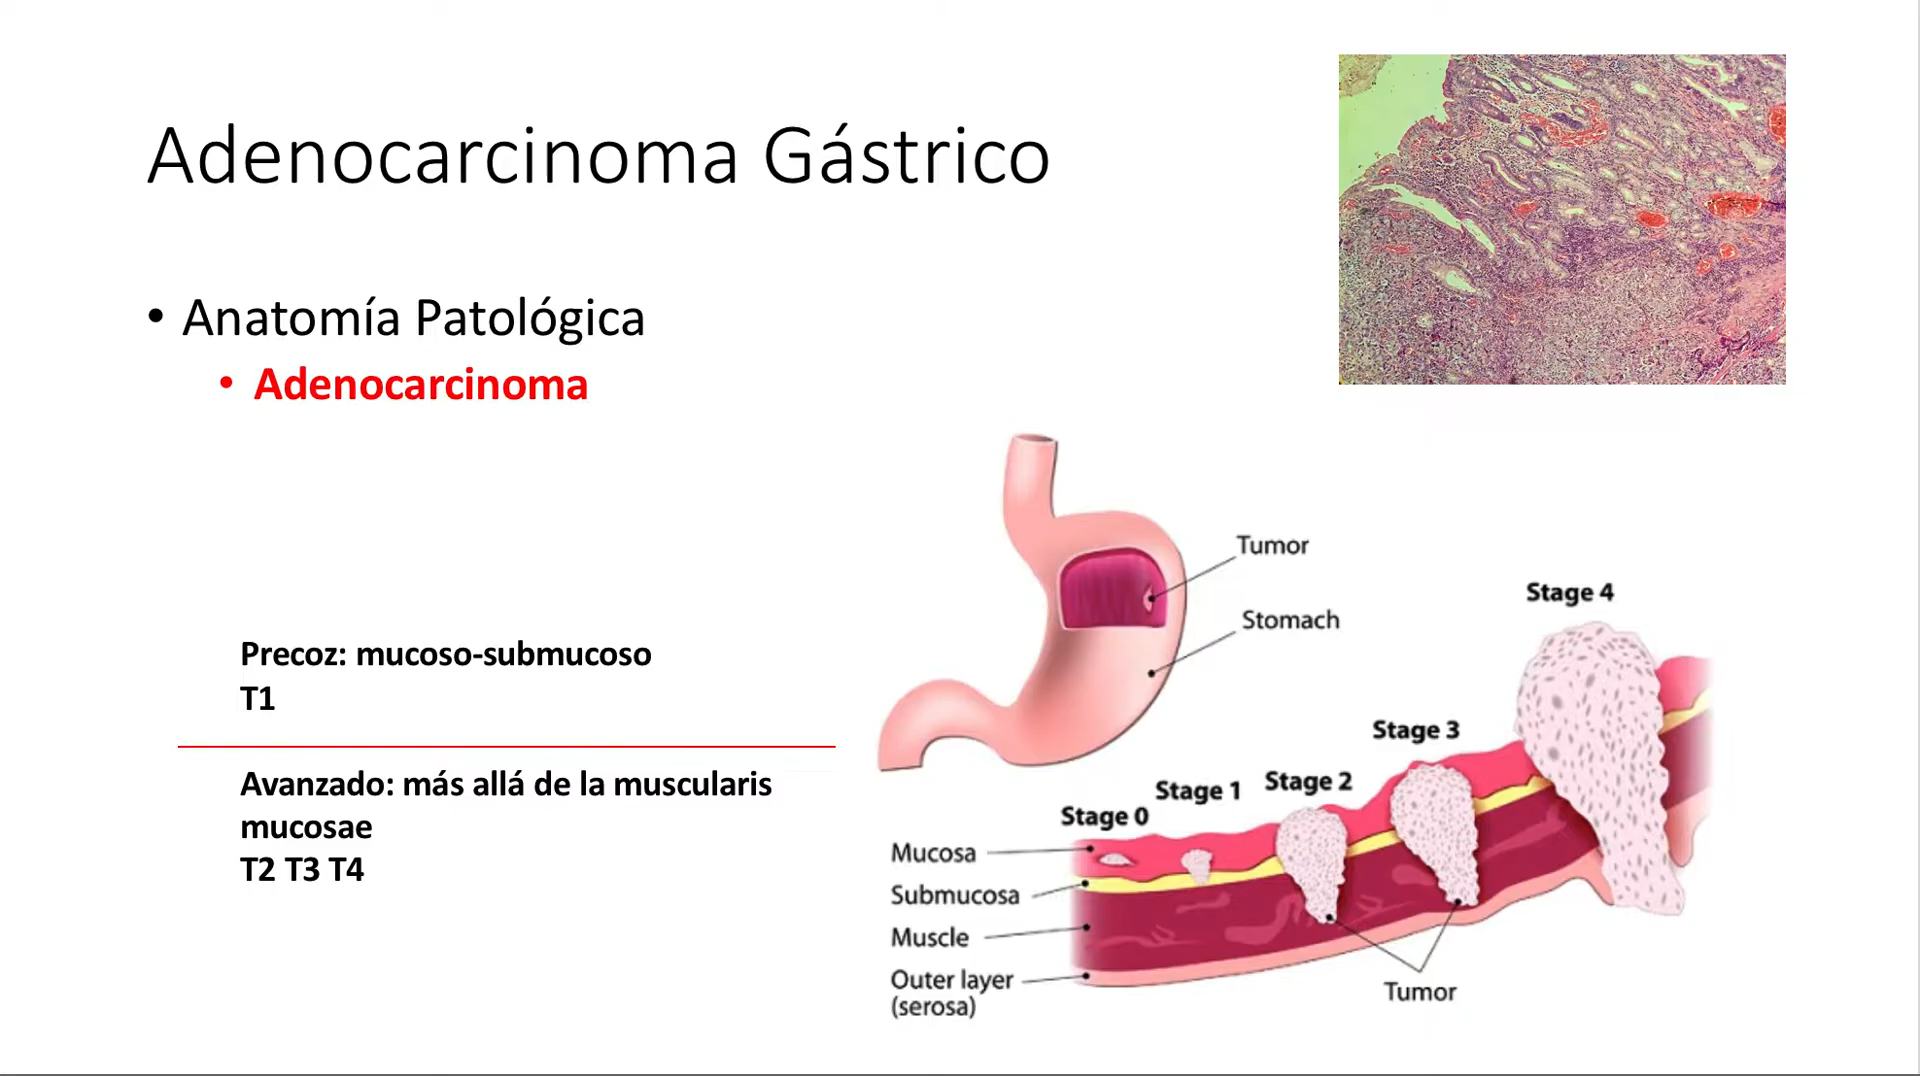 Adenocarcinoma Gástrico
• Anatomía Patológica
• Adenocarcinoma
Precoz: mucoso-submucoso
T1
Avanzado: más allá de la muscularis
mucosae
T2 T3 T4
Tumor
Stomach
Stage 4
Stage 3
Stage 2
Stage 1
Stage 0
Mucosa
Submucosa
Muscle
Outer layer
(serosa)
Tumor